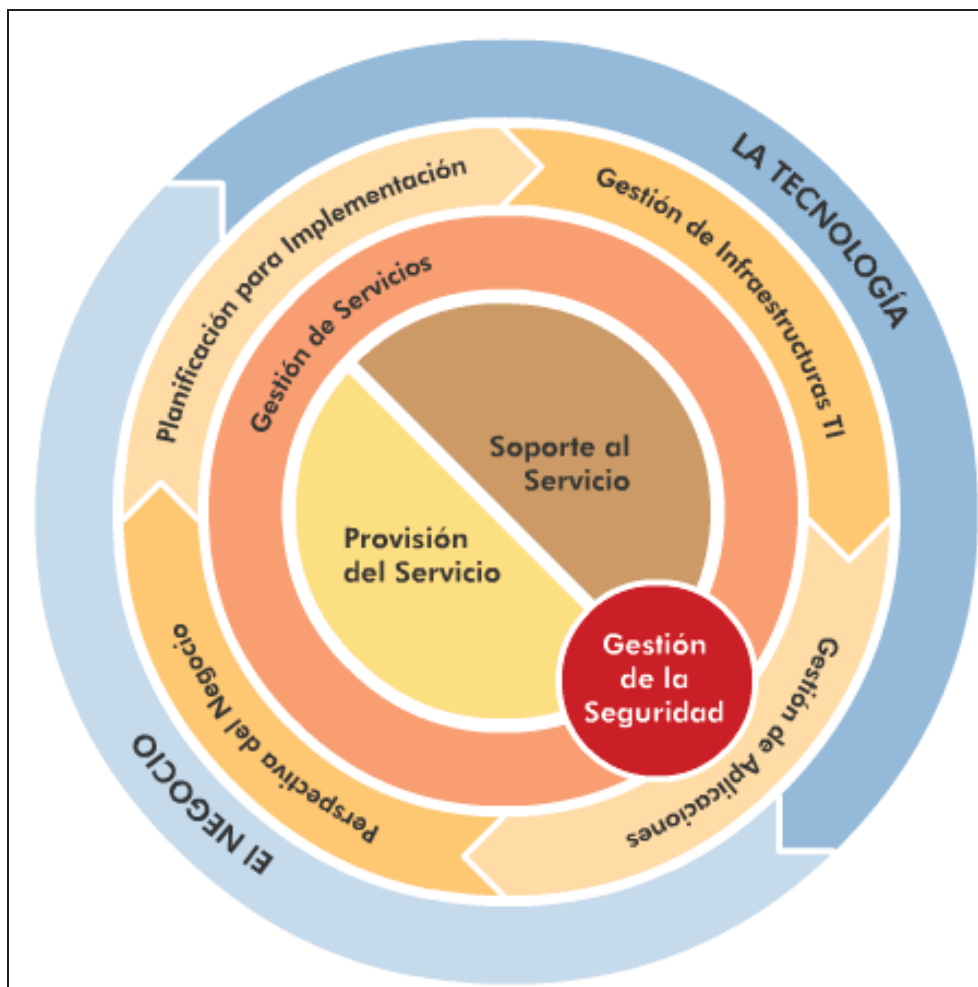 LA TECNOLOGÍA
Planificación para Implementación
Gestión de Infraestructuras TI
Gestión de Servicios
Soporte al
Servicio
Provisión
del Servicio
Gestión
de la
Seguridad
Gestión de Aplicaciones
Perspectiva del Negocio
El NEGOCIO